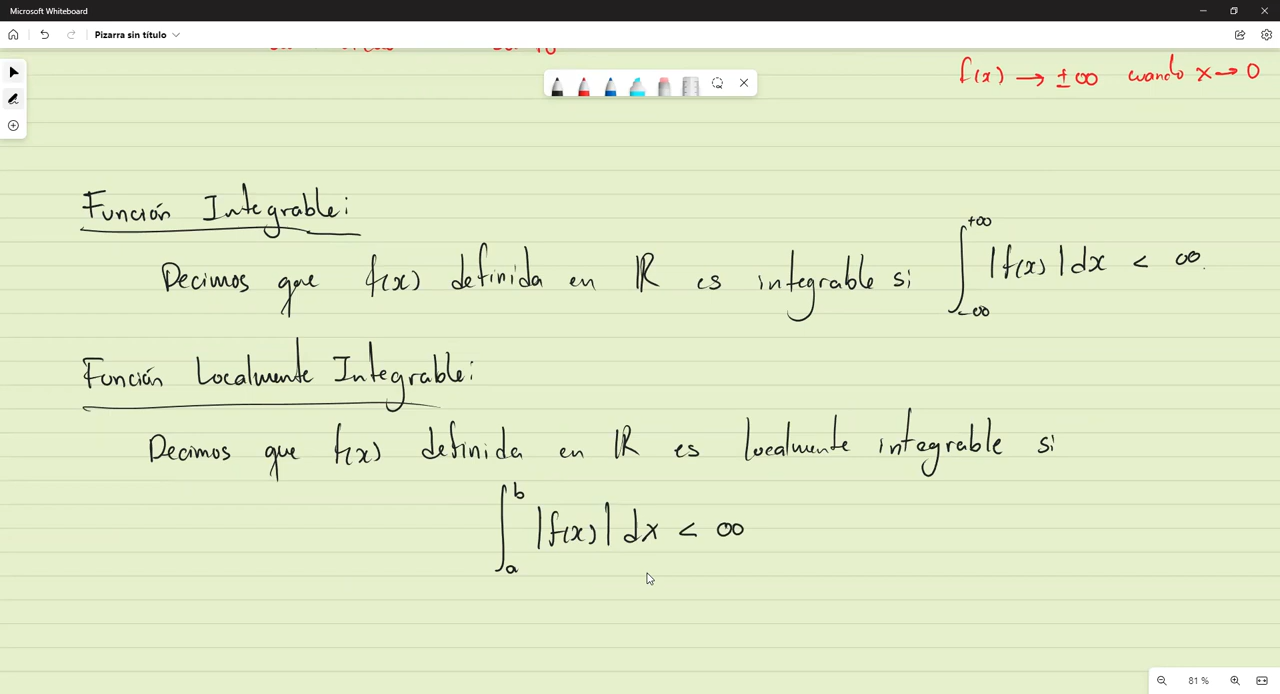 Microsoft Whiteboard
Pizarra sin título
f(x) → ±∞ cuando x → 0
Función Integrable:
Decimos que f(x) definida en ℝ es integrable si ∫_{-∞}^{+∞} |f(x)| dx < ∞.
Función Localmente Integrable:
Decimos que f(x) definida en ℝ es localmente integrable si
∫_a^b |f(x)| dx < ∞
81 %